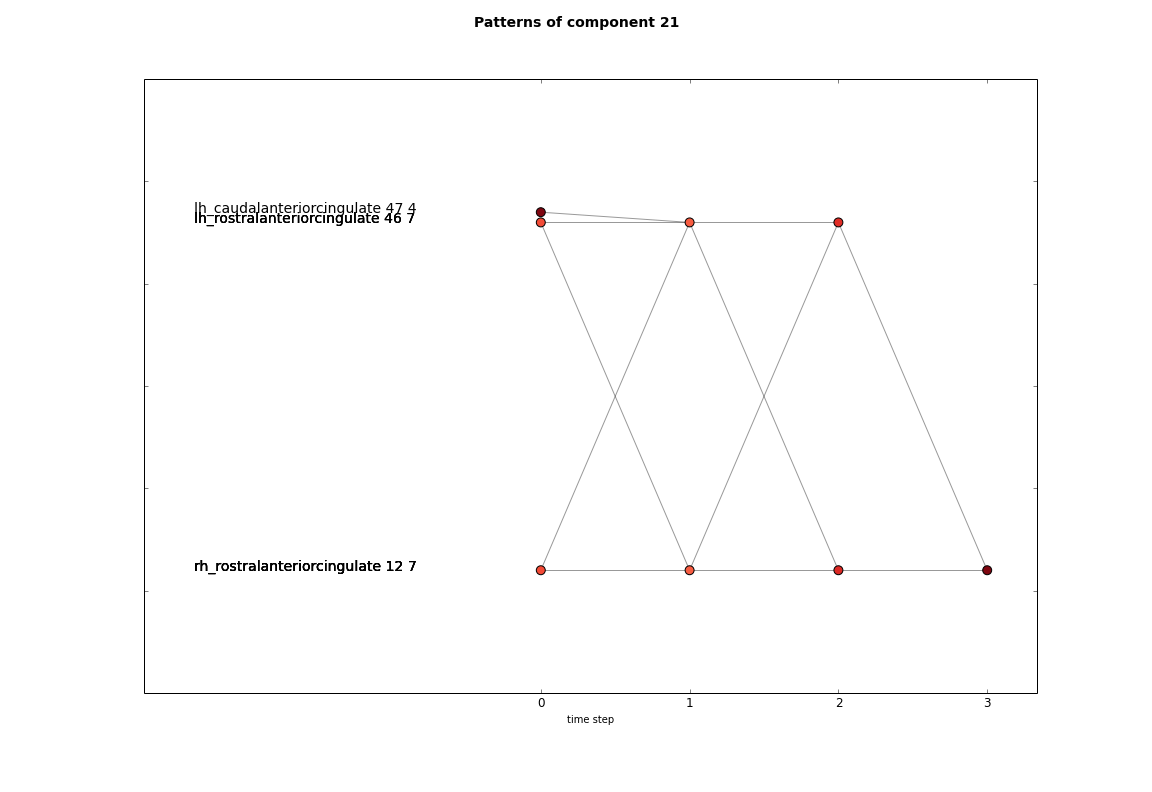 Patterns of component 21
lh_caudalanteriorcingulate 47 4
lh_rostralanteriorcingulate 46 7
rh_rostralanteriorcingulate 12 7
0 1 2 3
time step